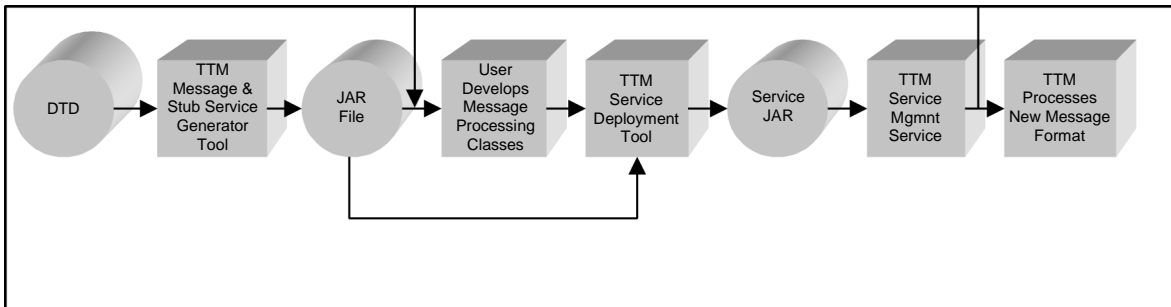 DTD
TTM
Message &
Stub Service
Generator
Tool
JAR
File
User
Develops
Message
Processing
Classes
TTM
Service
Deployment
Tool
Service
JAR
TTM
Service
Mgmnt
Service
TTM
Processes
New Message
Format